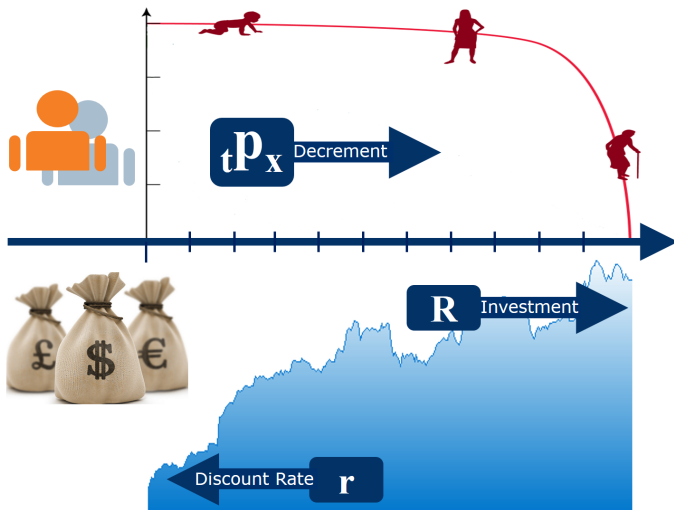 tpx Decrement
R Investment
£ $ €
Discount Rate r